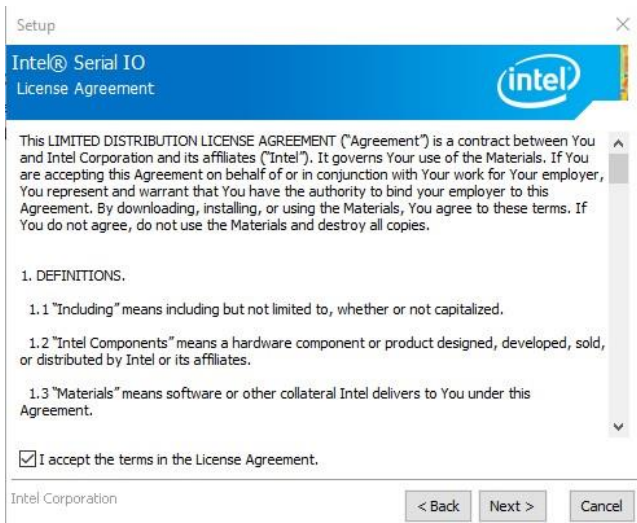 Setup
Intel® Serial IO
License Agreement
intel
This LIMITED DISTRIBUTION LICENSE AGREEMENT ("Agreement") is a contract between You
and Intel Corporation and its affiliates ("Intel"). It governs Your use of the Materials. If You
are accepting this Agreement on behalf of or in conjunction with Your work for Your employer,
You represent and warrant that You have the authority to bind your employer to this
Agreement. By downloading, installing, or using the Materials, You agree to these terms. If
You do not agree, do not use the Materials and destroy all copies.
1. DEFINITIONS.
1.1 "Including" means including but not limited to, whether or not capitalized.
1.2 "Intel Components" means a hardware component or product designed, developed, sold,
or distributed by Intel or its affiliates.
1.3 "Materials" means software or other collateral Intel delivers to You under this
Agreement.
I accept the terms in the License Agreement.
Intel Corporation
< Back Next > Cancel